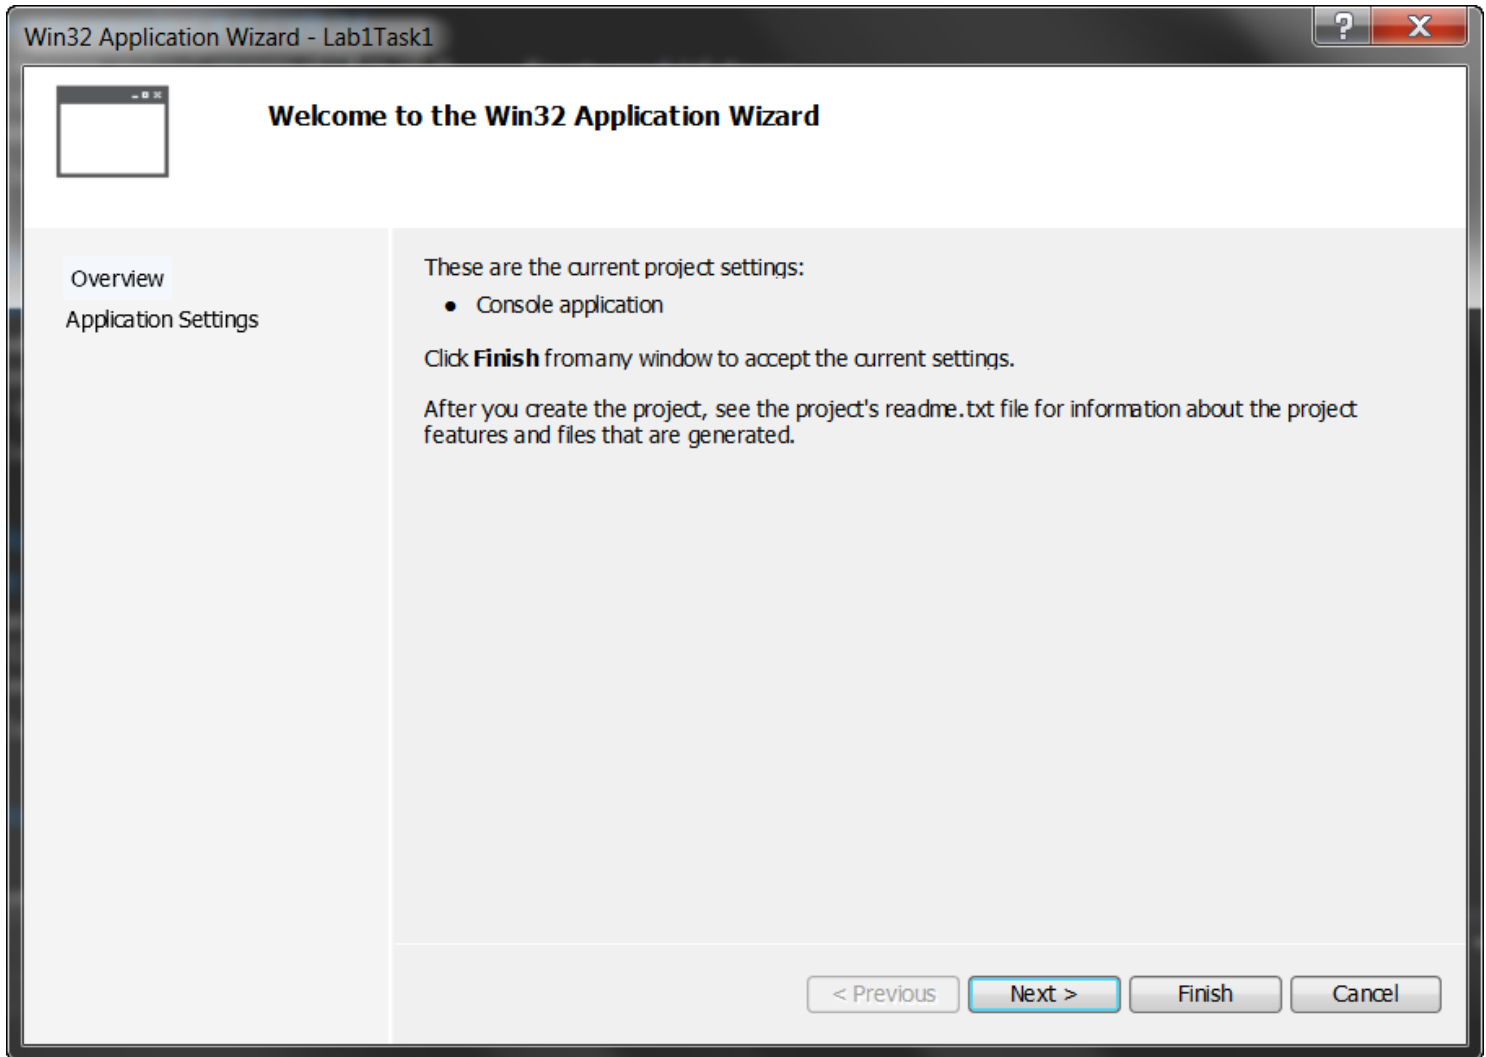 Win32 Application Wizard - Lab1Task1
?
X
Welcome to the Win32 Application Wizard
Overview
Application Settings
These are the current project settings:
• Console application
Click Finish from any window to accept the current settings.
After you create the project, see the project's readme.txt file for information about the project
features and files that are generated.
< Previous
Next >
Finish
Cancel